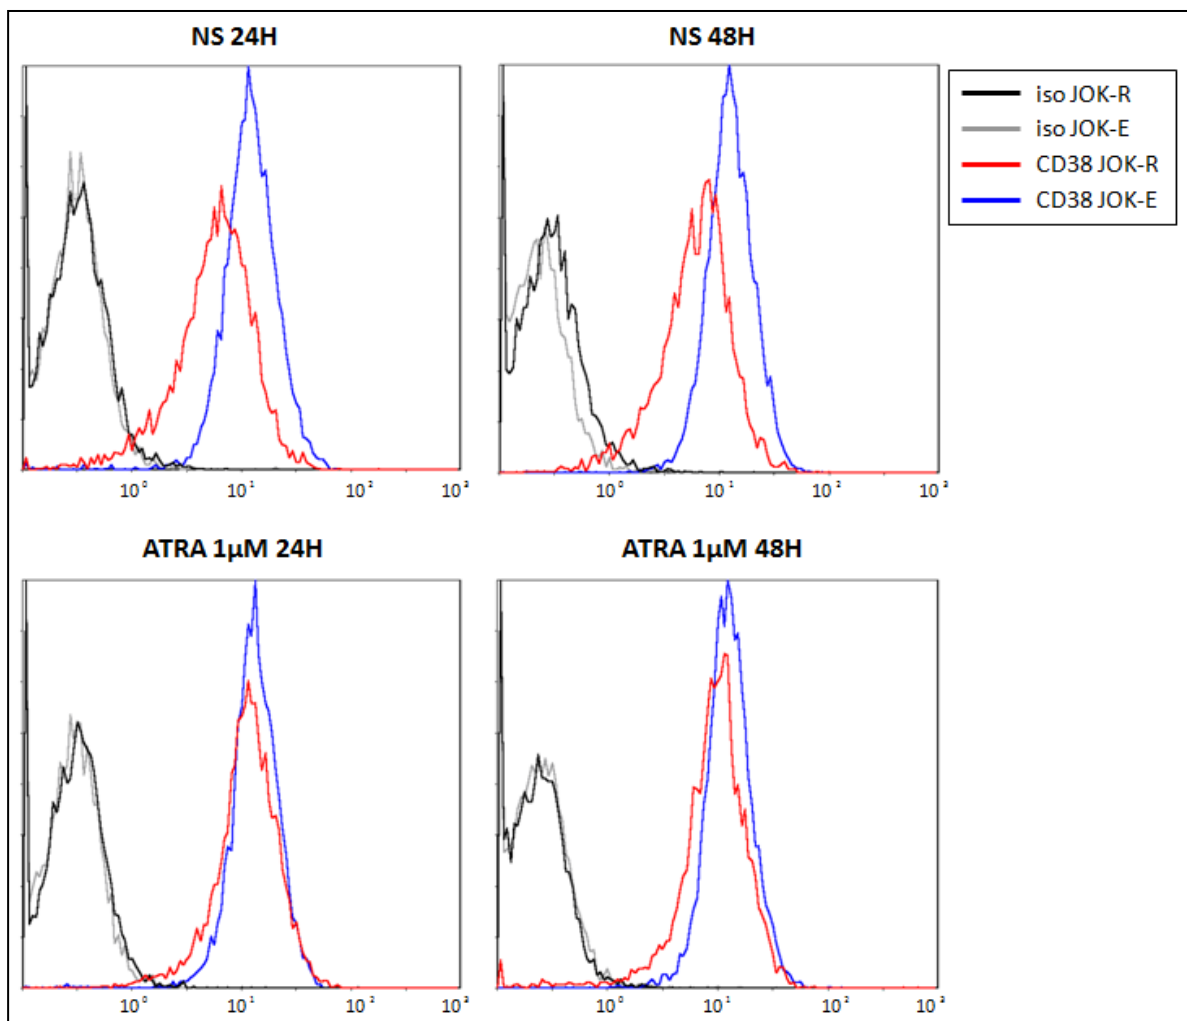 NS 24H
NS 48H
iso JOK-R
iso JOK-E
CD38 JOK-R
CD38 JOK-E
10⁰ 10¹ 10² 10³
10⁰ 10¹ 10² 10³
ATRA 1µM 24H
ATRA 1µM 48H
10⁰ 10¹ 10² 10³
10⁰ 10¹ 10² 10³